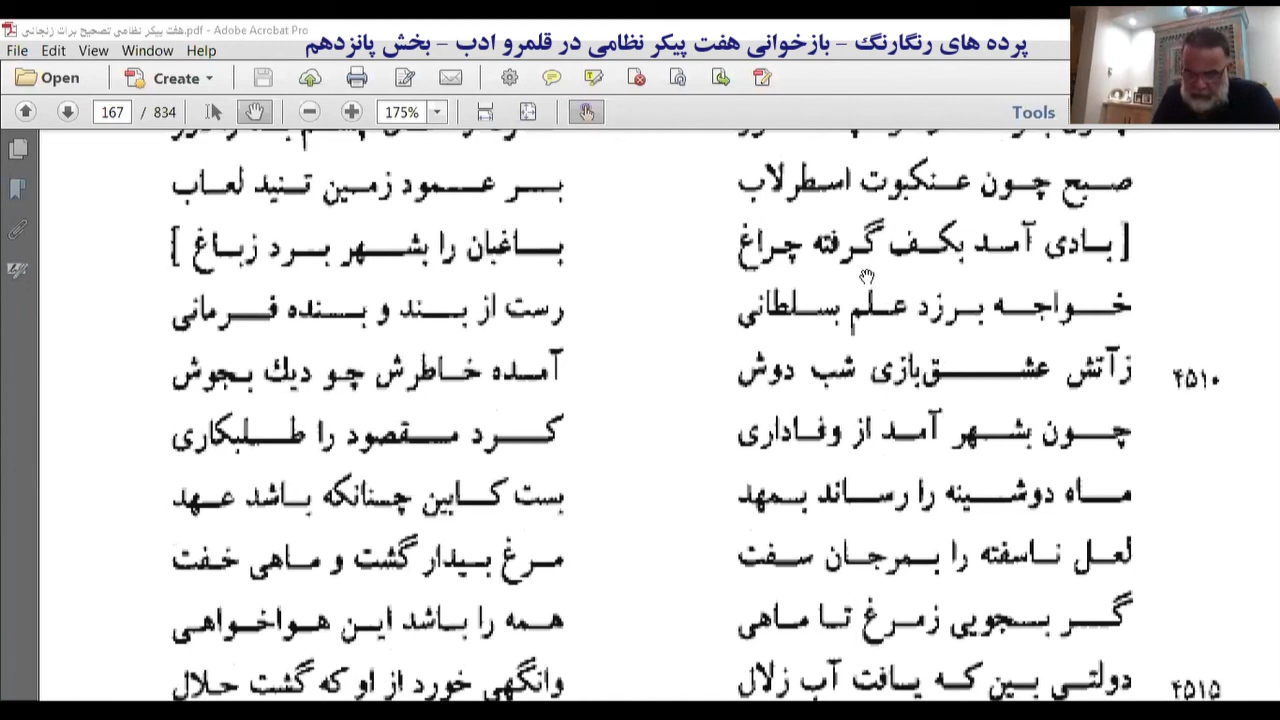 هفت پیکر نظامی تصحیح برات زنجانی.pdf - Adobe Acrobat Pro
پرده های رنگارنگ – بازخوانی هفت پیکر نظامی در قلمرو ادب – بخش پانزدهم
File Edit View Window Help
Open Create
167 / 834 175% Tools
صبح چون عنکبوت اسطرلاب بر عمود زمین تنید لعاب
[ بادی آمد بکف گرفته چراغ باغبان را بشهر برد زباغ ]
خواجه برزد علم بسلطانی رست از بند و بنده فرمانی
۴۵۱۰ زآتش عشق‌بازی شب دوش آمده خاطرش چو دیك بجوش
چون بشهر آمد از وفاداری کرد مقصود را طلبکاری
ماه دوشینه را رساند بمهد بست کابین چنانکه باشد عهد
لعل ناسفته را بمرجان سفت مرغ بیدار گشت و ماهی خفت
گر بجویی زمرغ تا ماهی همه را باشد این هواخواهی
۴۵۱۵ دولتی بین که یافت آب زلال وانگهی خورد از او که گشت حلال